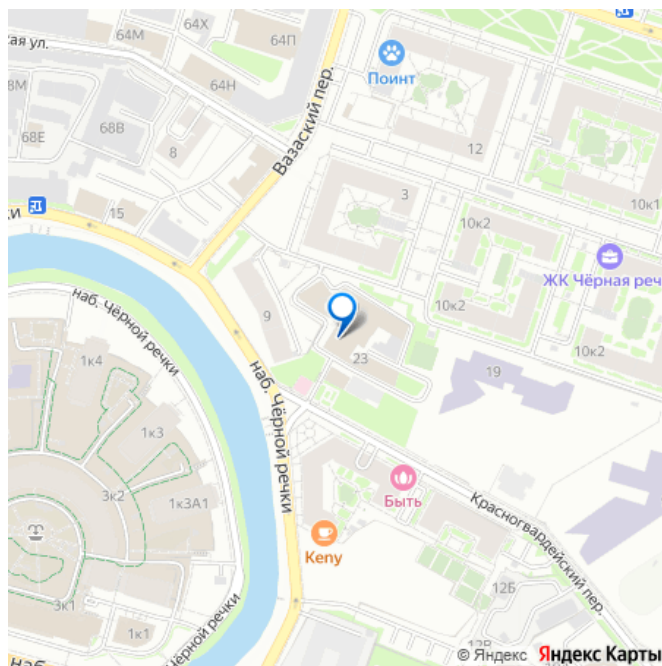 64М
64Х
64П
кая ул.
Вазаский пер.
Поинт
8М
64Н
68В
68Е
8
12
3
10к1
15
ки
10к2
ЖК Чёрная реч
наб. Чёрной речки
9
10к2
наб. Чёрной речки
23
10к2
1к4
19
1к3
3к2
1к3А1
Быть
Красногвардейский пер.
Keny
12Б
3к1
1к1
Чёрной речки
наб.
12В
© Яндекс Яндекс Карты